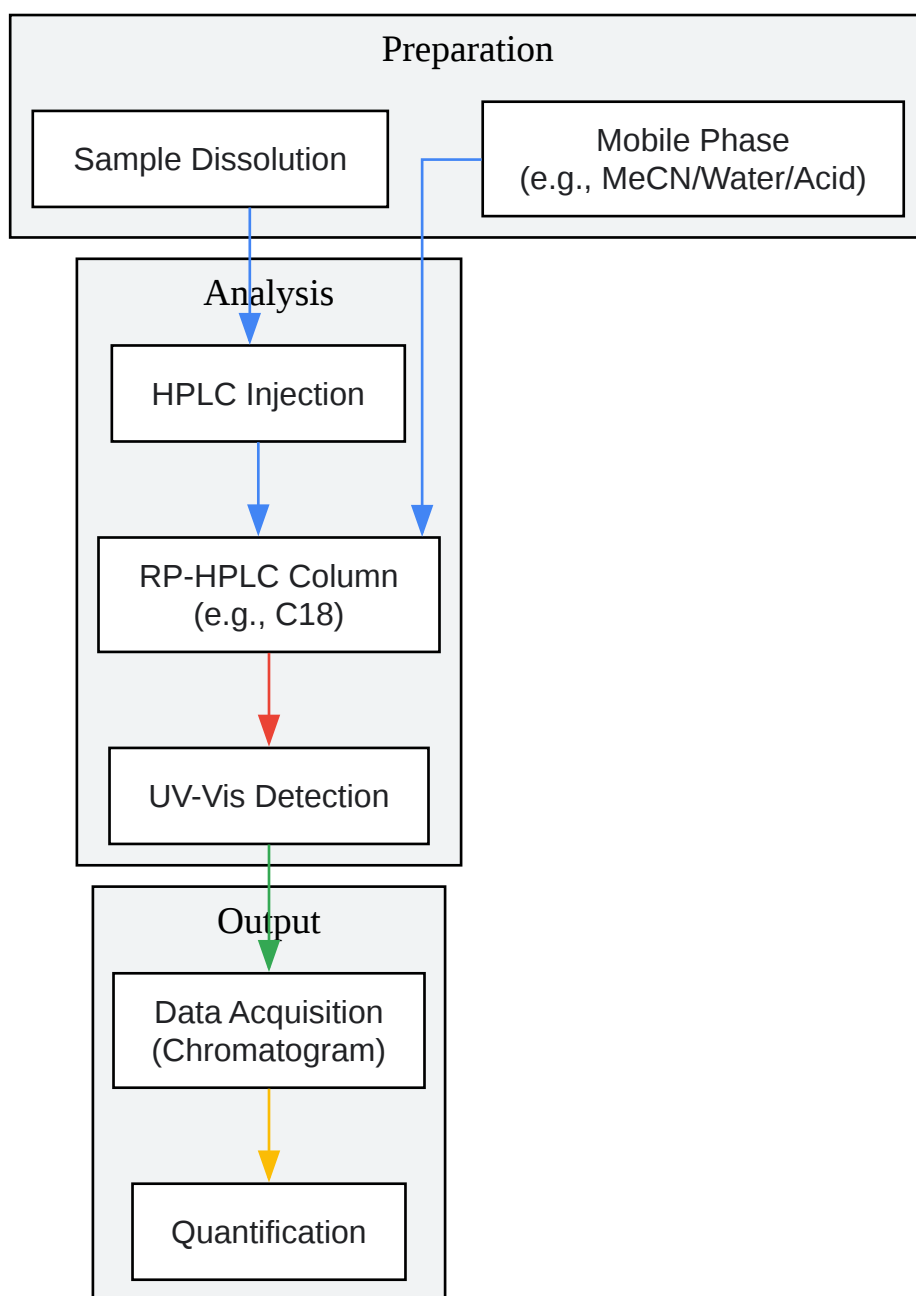 Preparation
Sample Dissolution
Mobile Phase
(e.g., MeCN/Water/Acid)
Analysis
HPLC Injection
RP-HPLC Column
(e.g., C18)
UV-Vis Detection
Output
Data Acquisition
(Chromatogram)
Quantification